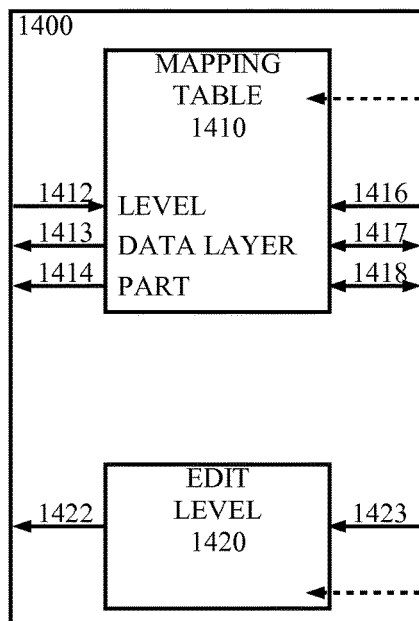 1400
MAPPING
TABLE
1410
1412 LEVEL 1416
1413 DATA LAYER 1417
1414 PART 1418
EDIT
1422 LEVEL 1423
1420